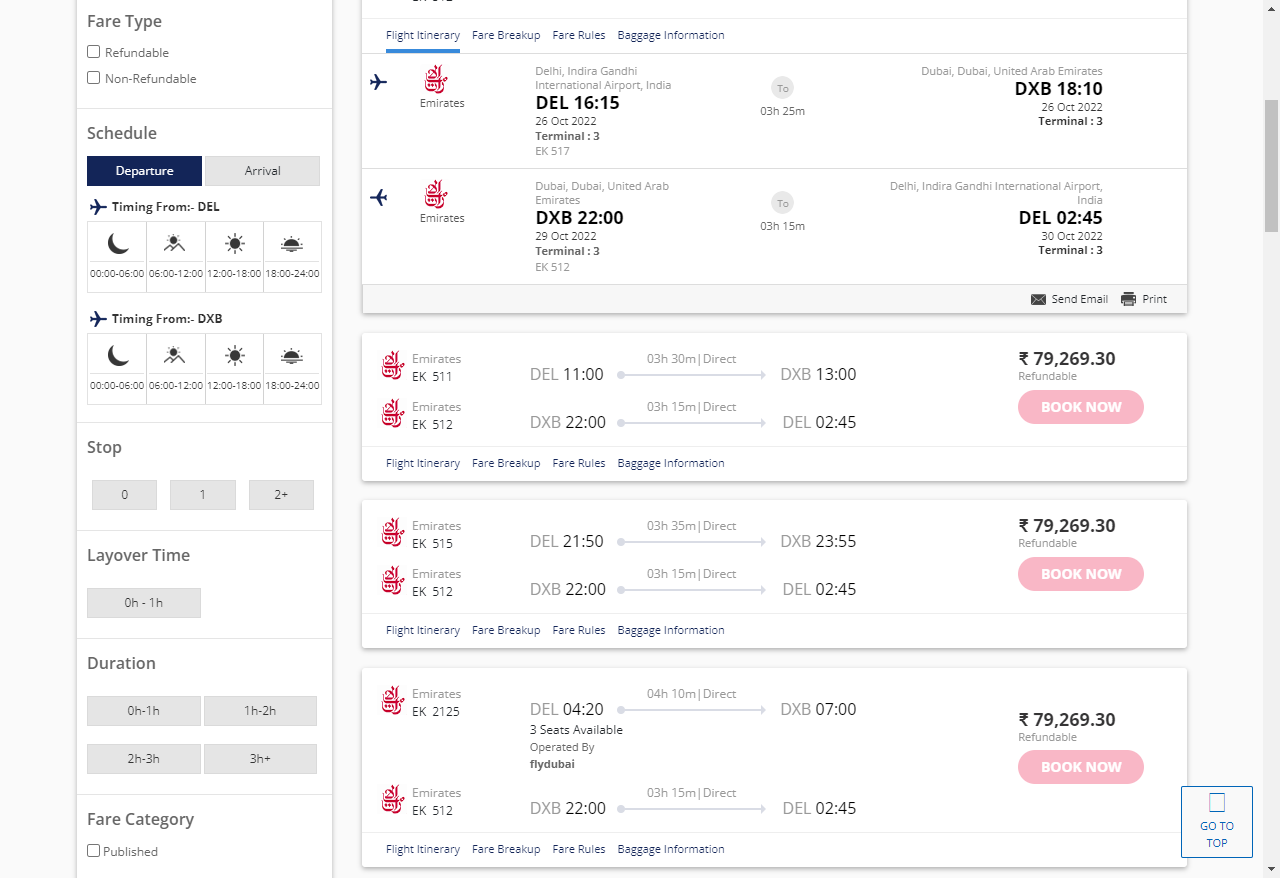 Fare Type
Refundable
Non-Refundable
Schedule
Departure
Arrival
Timing From:- DEL
00:00-06:00
06:00-12:00
12:00-18:00
18:00-24:00
Timing From:- DXB
00:00-06:00
06:00-12:00
12:00-18:00
18:00-24:00
Stop
0
1
2+
Layover Time
0h - 1h
Duration
0h-1h
1h-2h
2h-3h
3h+
Fare Category
Published
Flight Itinerary
Fare Breakup
Fare Rules
Baggage Information
Emirates
Delhi, Indira Gandhi
International Airport, India
DEL 16:15
26 Oct 2022
Terminal : 3
EK 517
To
03h 25m
Dubai, Dubai, United Arab Emirates
DXB 18:10
26 Oct 2022
Terminal : 3
Emirates
Dubai, Dubai, United Arab
Emirates
DXB 22:00
29 Oct 2022
Terminal : 3
EK 512
To
03h 15m
Delhi, Indira Gandhi International Airport,
India
DEL 02:45
30 Oct 2022
Terminal : 3
Send Email
Print
Emirates
EK 511
DEL 11:00
03h 30m|Direct
DXB 13:00
Emirates
EK 512
DXB 22:00
03h 15m|Direct
DEL 02:45
₹ 79,269.30
Refundable
BOOK NOW
Flight Itinerary
Fare Breakup
Fare Rules
Baggage Information
Emirates
EK 515
DEL 21:50
03h 35m|Direct
DXB 23:55
Emirates
EK 512
DXB 22:00
03h 15m|Direct
DEL 02:45
₹ 79,269.30
Refundable
BOOK NOW
Flight Itinerary
Fare Breakup
Fare Rules
Baggage Information
Emirates
EK 2125
DEL 04:20
04h 10m|Direct
DXB 07:00
3 Seats Available
Operated By
flydubai
Emirates
EK 512
DXB 22:00
03h 15m|Direct
DEL 02:45
₹ 79,269.30
Refundable
BOOK NOW
Flight Itinerary
Fare Breakup
Fare Rules
Baggage Information
GO TO
TOP